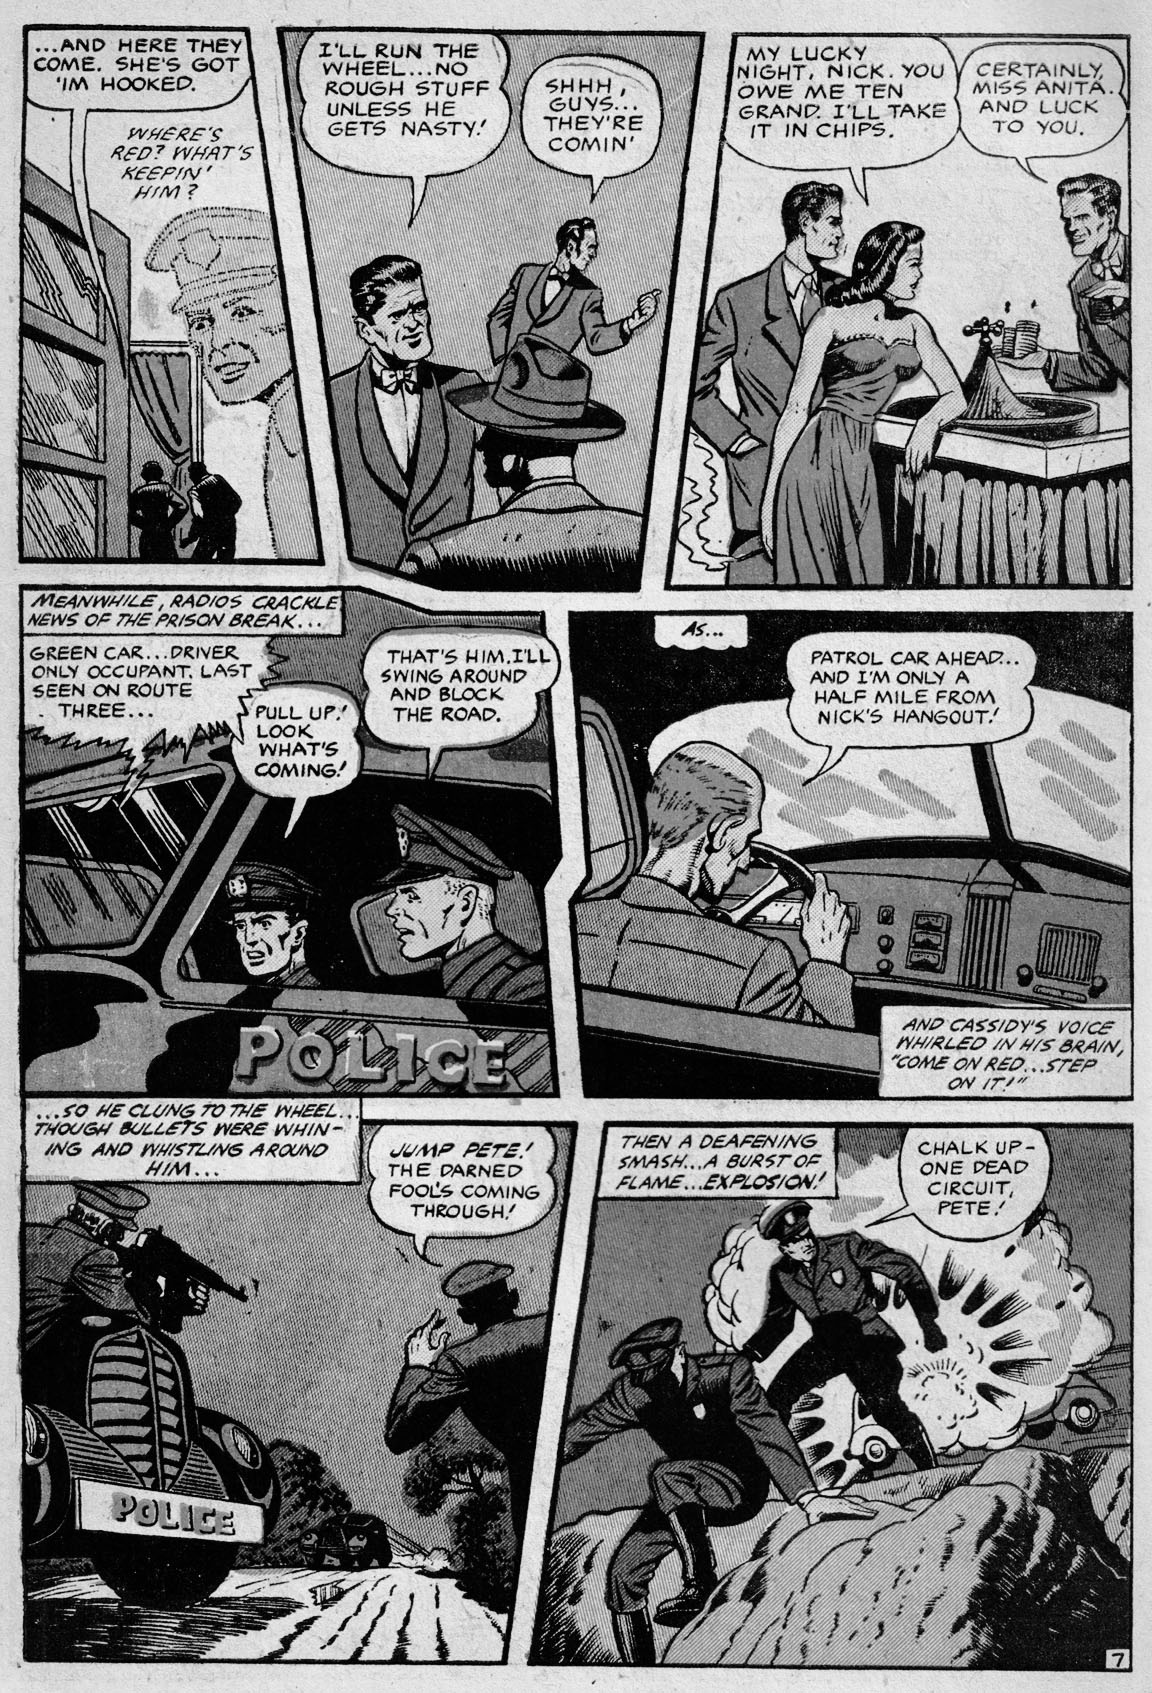 ...AND HERE THEY
COME. SHE'S GOT
'IM HOOKED.
WHERE'S
RED? WHAT'S
KEEPIN'
HIM?
I'LL RUN THE
WHEEL...NO
ROUGH STUFF
UNLESS HE
GETS NASTY!
SHHH,
GUYS...
THEY'RE
COMIN'
MY LUCKY
NIGHT, NICK. YOU
OWE ME TEN
GRAND. I'LL TAKE
IT IN CHIPS.
CERTAINLY,
MISS ANITA.
AND LUCK
TO YOU.
MEANWHILE, RADIOS CRACKLE
NEWS OF THE PRISON BREAK...
GREEN CAR...DRIVER
ONLY OCCUPANT. LAST
SEEN ON ROUTE
THREE...
PULL UP!
LOOK
WHAT'S
COMING!
THAT'S HIM. I'LL
SWING AROUND
AND BLOCK
THE ROAD.
POLICE
AS...
PATROL CAR AHEAD...
AND I'M ONLY A
HALF MILE FROM
NICK'S HANGOUT!
AND CASSIDY'S VOICE
WHIRLED IN HIS BRAIN,
"COME ON RED...STEP
ON IT!"
...SO HE CLUNG TO THE WHEEL...
THOUGH BULLETS WERE WHIN-
ING AND WHISTLING AROUND
HIM...
JUMP PETE!
THE DARNED
FOOL'S COMING
THROUGH!
POLICE
THEN A DEAFENING
SMASH...A BURST OF
FLAME...EXPLOSION!
CHALK UP-
ONE DEAD
CIRCUIT,
PETE!
7